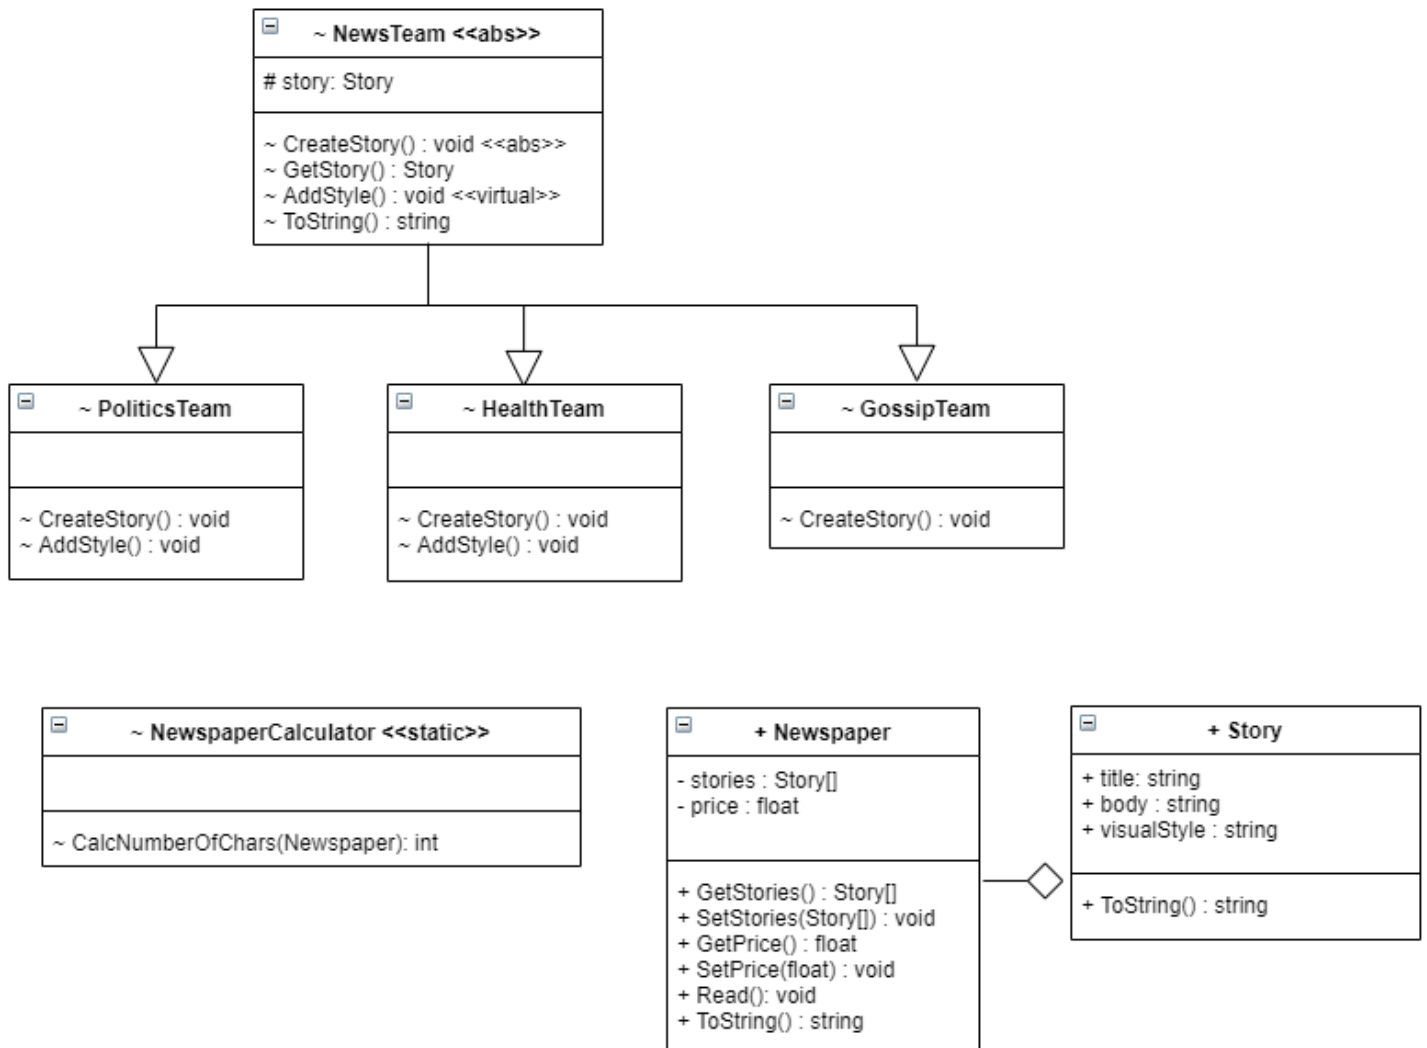 ~ NewsTeam <<abs>>
# story: Story
~ CreateStory() : void <<abs>>
~ GetStory() : Story
~ AddStyle() : void <<virtual>>
~ ToString() : string
~ PoliticsTeam
~ CreateStory() : void
~ AddStyle() : void
~ HealthTeam
~ CreateStory() : void
~ AddStyle() : void
~ GossipTeam
~ CreateStory() : void
~ NewspaperCalculator <<static>>
~ CalcNumberOfChars(Newspaper): int
+ Newspaper
- stories : Story[]
- price : float
+ GetStories() : Story[]
+ SetStories(Story[]) : void
+ GetPrice() : float
+ SetPrice(float) : void
+ Read(): void
+ ToString() : string
+ Story
+ title: string
+ body : string
+ visualStyle : string
+ ToString() : string